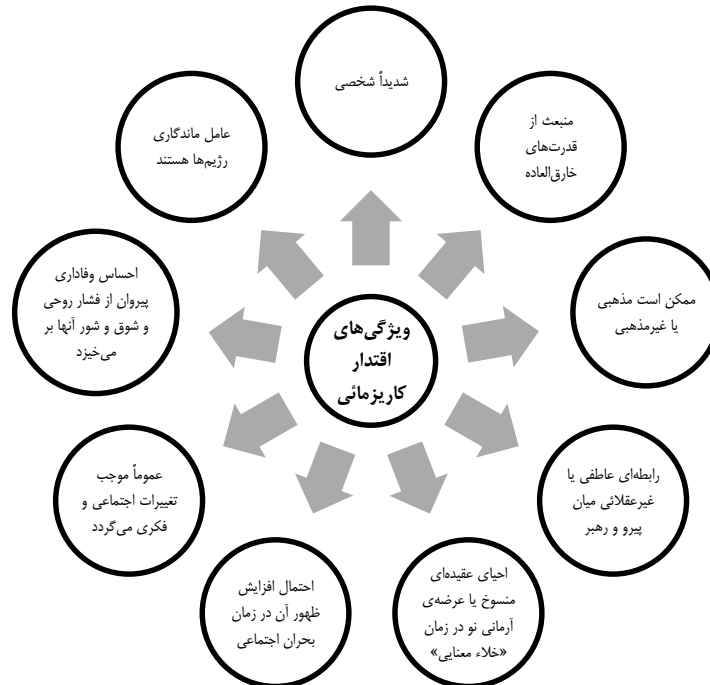 ویژگی‌های
اقتدار
کاریزمائی
شدیداً شخصی
منبعث از
قدرت‌های
خارق‌العاده
ممکن است مذهبی
یا غیرمذهبی
رابطه‌ای عاطفی یا
غیرعقلائی میان
پیرو و رهبر
احیای عقیده‌ای
منسوخ یا عرضه‌ی
آرمانی نو در زمان
«خلاء معنایی»
احتمال افزایش
ظهور آن در زمان
بحران اجتماعی
عموماً موجب
تغییرات اجتماعی و
فکری می‌گردد
احساس وفاداری
پیروان از فشار روحی
و شوق و شور آنها بر
می‌خیزد
عامل ماندگاری
رژیم‌ها هستند